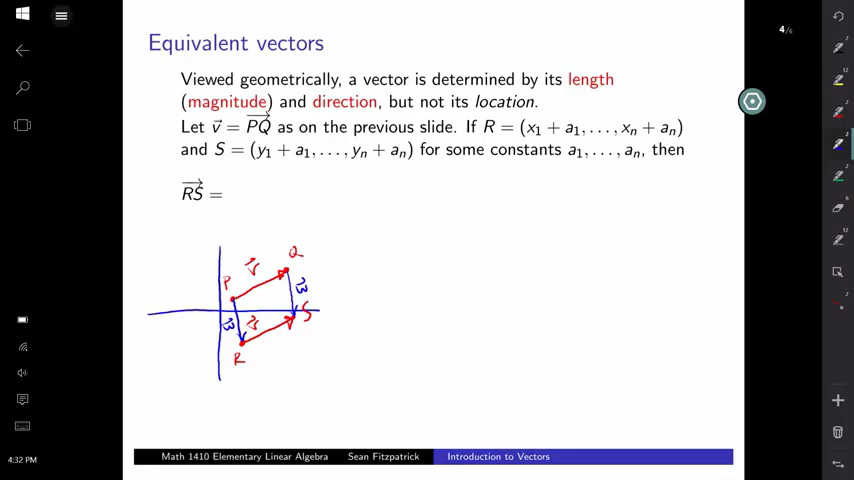 4/6
Equivalent vectors
Viewed geometrically, a vector is determined by its length
(magnitude) and direction, but not its location.
Let v⃗ = P⃗Q⃗ as on the previous slide. If R = (x₁ + a₁, . . . , xₙ + aₙ)
and S = (y₁ + a₁, . . . , yₙ + aₙ) for some constants a₁, . . . , aₙ, then
R⃗S⃗ =
Q
v⃗
P
S
v⃗
R
4:32 PM
Math 1410 Elementary Linear Algebra Sean Fitzpatrick Introduction to Vectors